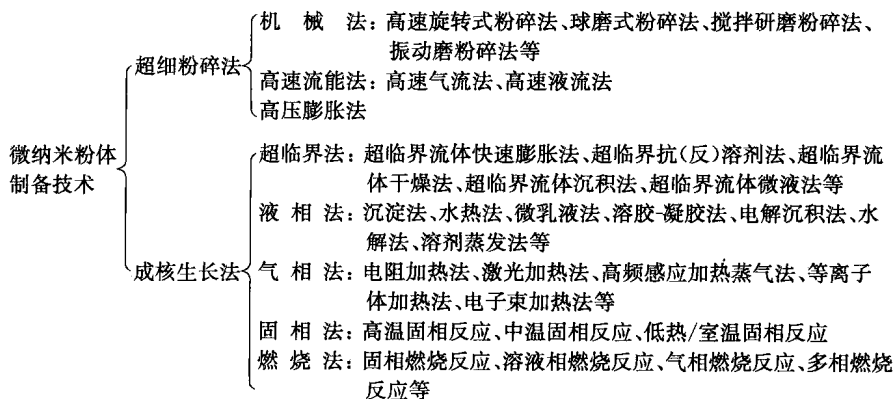 机 械 法：高速旋转式粉碎法、球磨式粉碎法、搅拌研磨粉碎法、
振动磨粉碎法等
超细粉碎法
高速流能法：高速气流法、高速液流法
高压膨胀法
微纳米粉体
制备技术
超临界法：超临界流体快速膨胀法、超临界抗(反)溶剂法、超临界流
体干燥法、超临界流体沉积法、超临界流体微液法等
液 相 法：沉淀法、水热法、微乳液法、溶胶-凝胶法、电解沉积法、水
解法、溶剂蒸发法等
成核生长法
气 相 法：电阻加热法、激光加热法、高频感应加热蒸气法、等离子
体加热法、电子束加热法等
固 相 法：高温固相反应、中温固相反应、低热/室温固相反应
燃 烧 法：固相燃烧反应、溶液相燃烧反应、气相燃烧反应、多相燃烧
反应等